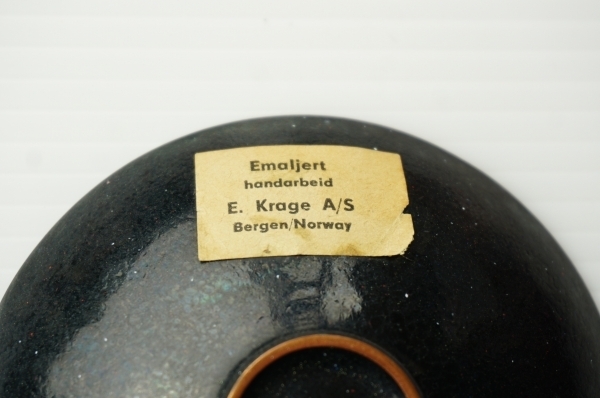 Emaljert
handarbeid
E. Krage A/S
Bergen/Norway